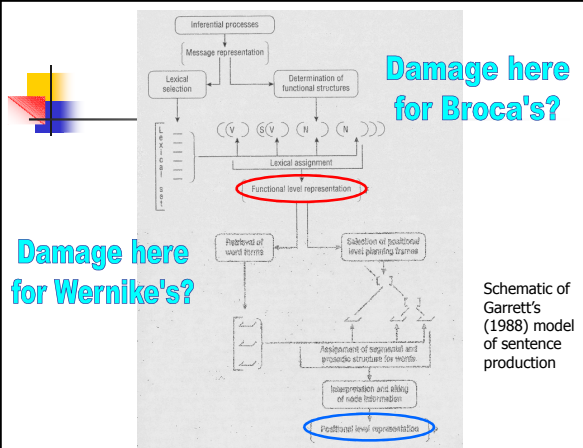 Inferential processes
Message representation
Lexical
selection
Determination of
functional structures
Damage here
for Broca's?
Lexical set
V
S V
N
N
Lexical assignment
Functional level representation
Damage here
for Wernike's?
Retrieval of
word forms
Selection of positional
level planning frames
Schematic of
Garrett's
(1988) model
of sentence
production
Assignment of segmental and
prosodic structure for words
Interpretation and siting
of node information
Positional level representation